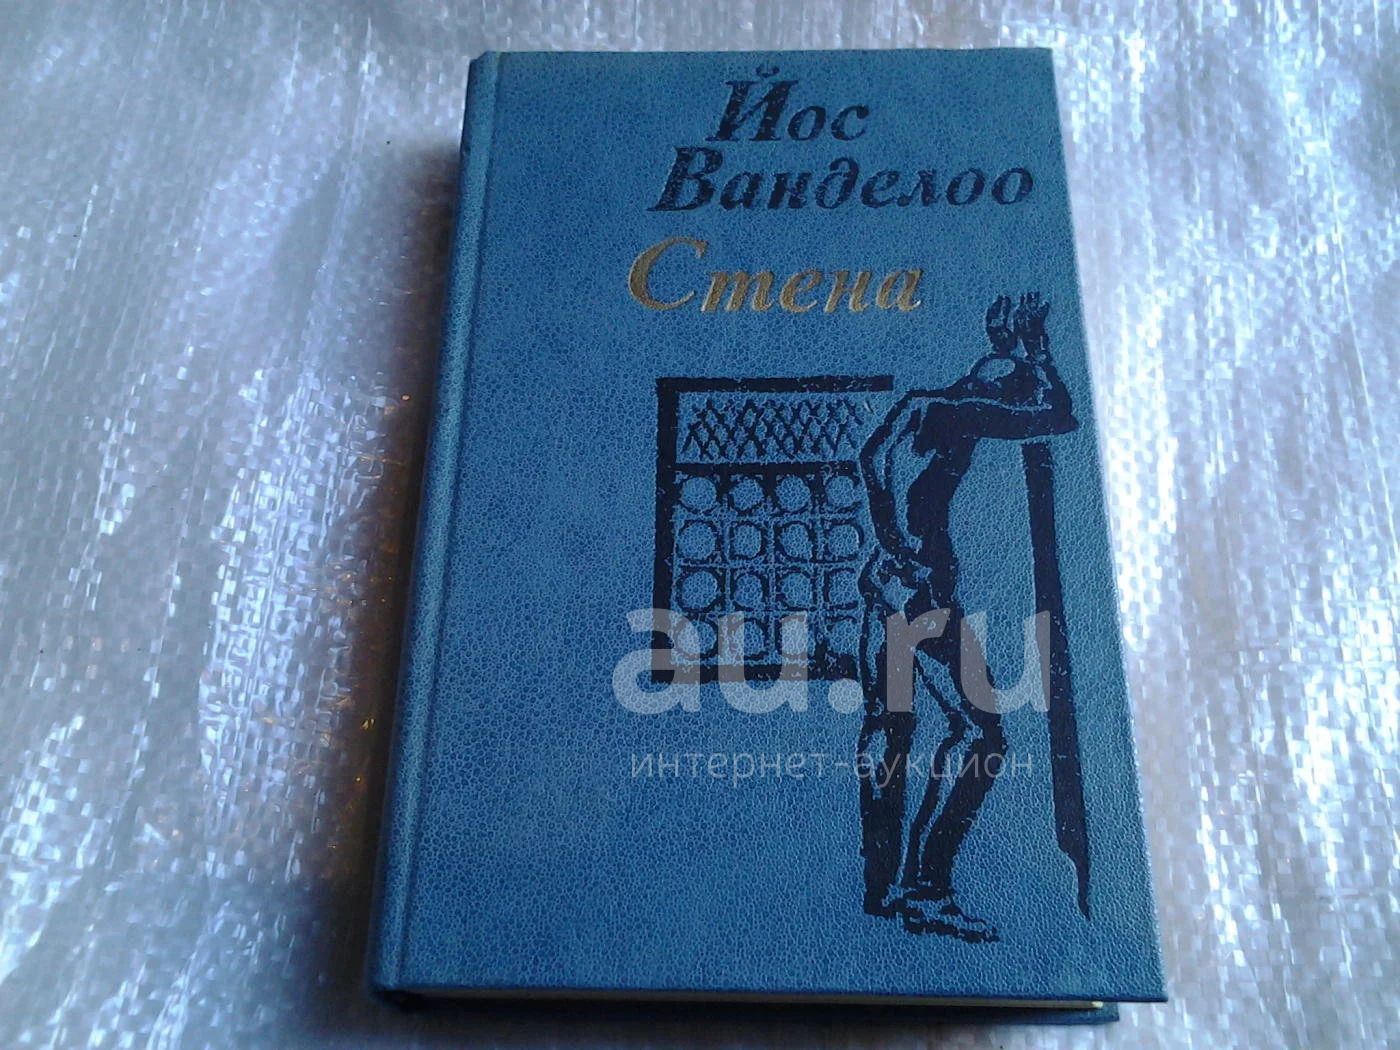 Йос
Ванделоо
Стена
au.ru
интернет-аукцион